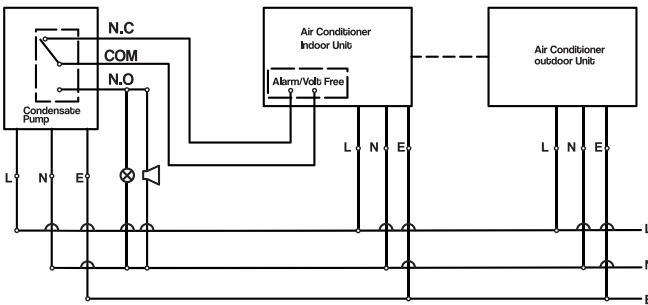 N.C
COM
N.O
Condensate
Pump
Air Conditioner
Indoor Unit
Alarm/Volt Free
Air Conditioner
outdoor Unit
L N E
L N E
L N E
L
N
E